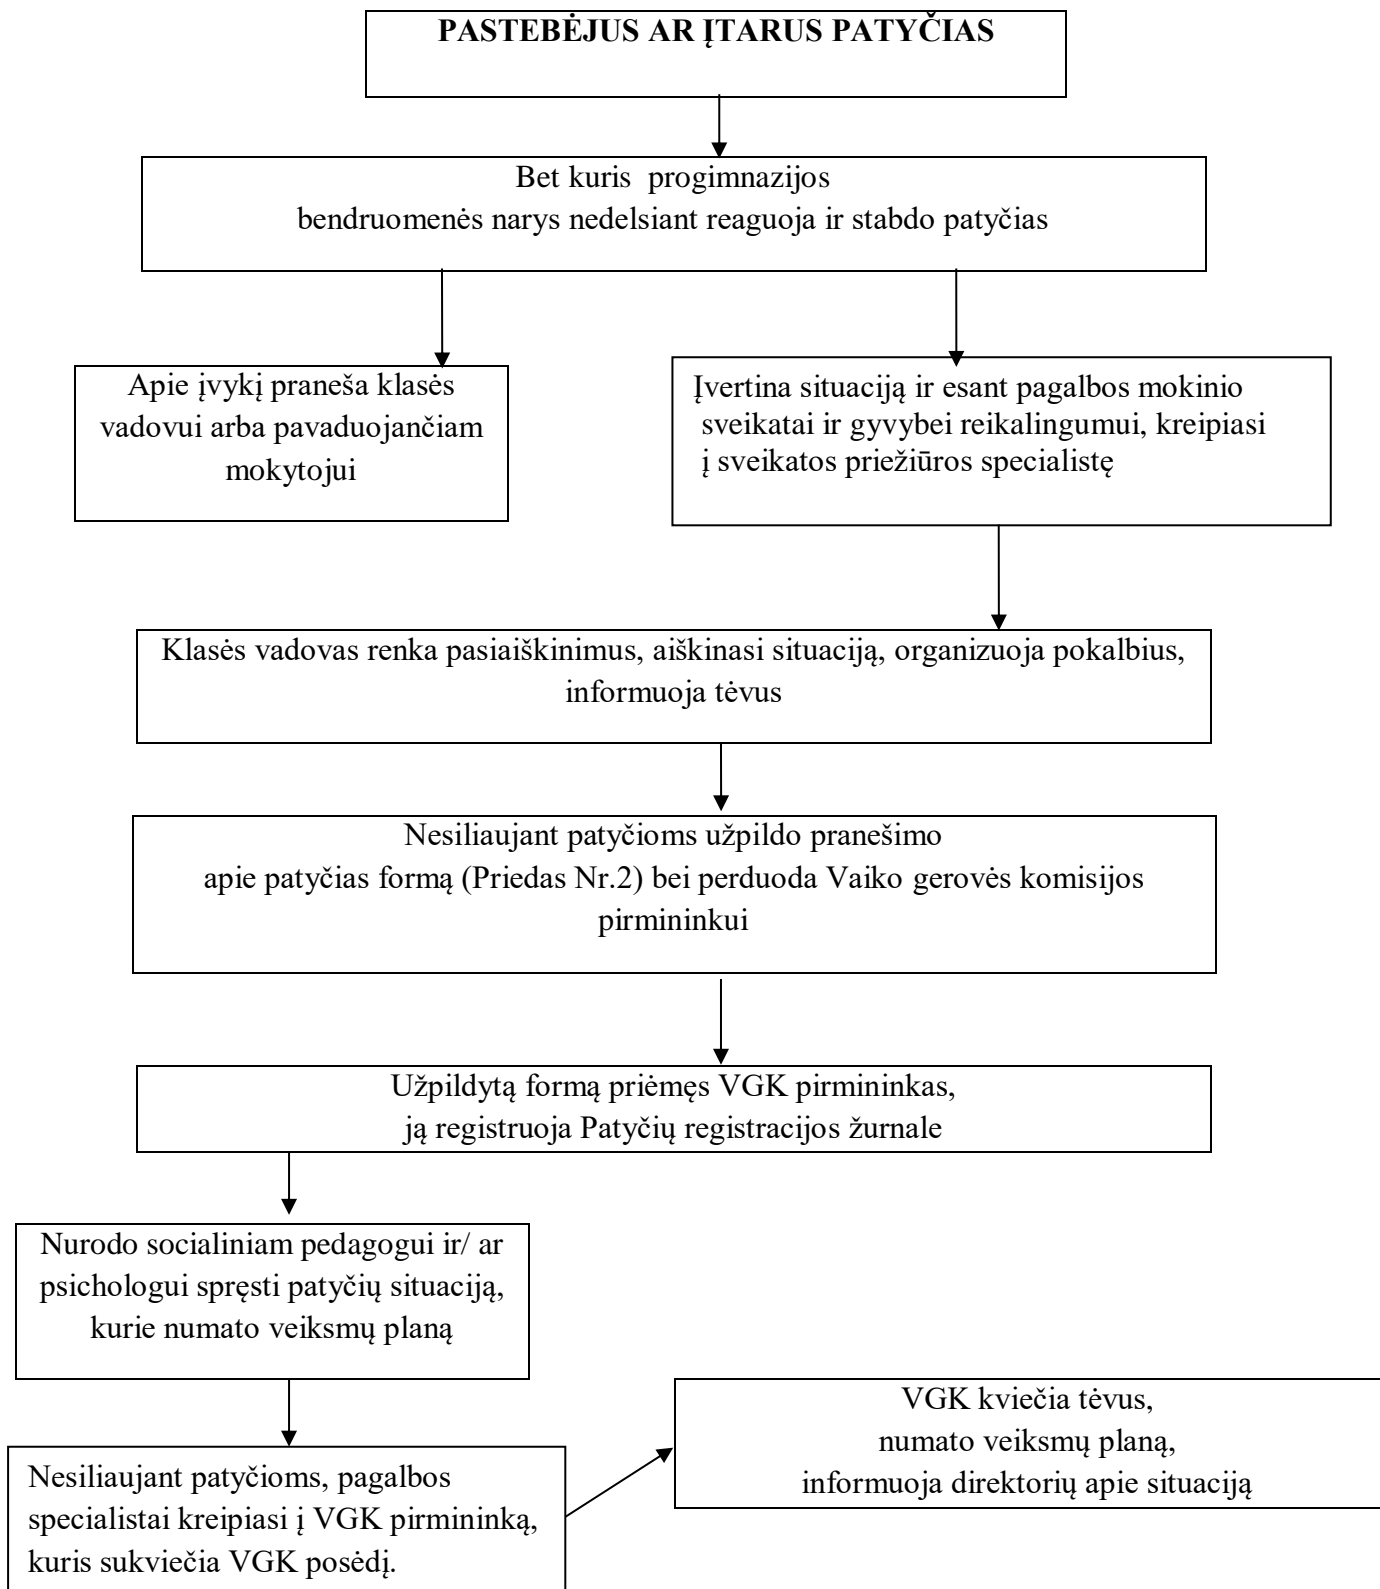 PASTEBĖJUS AR ĮTARUS PATYČIAS
Bet kuris progimnazijos
bendruomenės narys nedelsiant reaguoja ir stabdo patyčias
Apie įvykį praneša klasės
vadovui arba pavaduojančiam
mokytojui
Įvertina situaciją ir esant pagalbos mokinio
sveikatai ir gyvybei reikalingumui, kreipiasi
į sveikatos priežiūros specialistę
Klasės vadovas renka pasiaiškinimus, aiškinasi situaciją, organizuoja pokalbius,
informuoja tėvus
Nesiliaujant patyčioms užpildo pranešimo
apie patyčias formą (Priedas Nr.2) bei perduoda Vaiko gerovės komisijos
pirmininkui
Užpildytą formą priėmęs VGK pirmininkas,
ją registruoja Patyčių registracijos žurnale
Nurodo socialiniam pedagogui ir/ ar
psichologui spręsti patyčių situaciją,
kurie numato veiksmų planą
Nesiliaujant patyčioms, pagalbos
specialistai kreipiasi į VGK pirmininką,
kuris sukviečia VGK posėdį.
VGK kviečia tėvus,
numato veiksmų planą,
informuoja direktorių apie situaciją